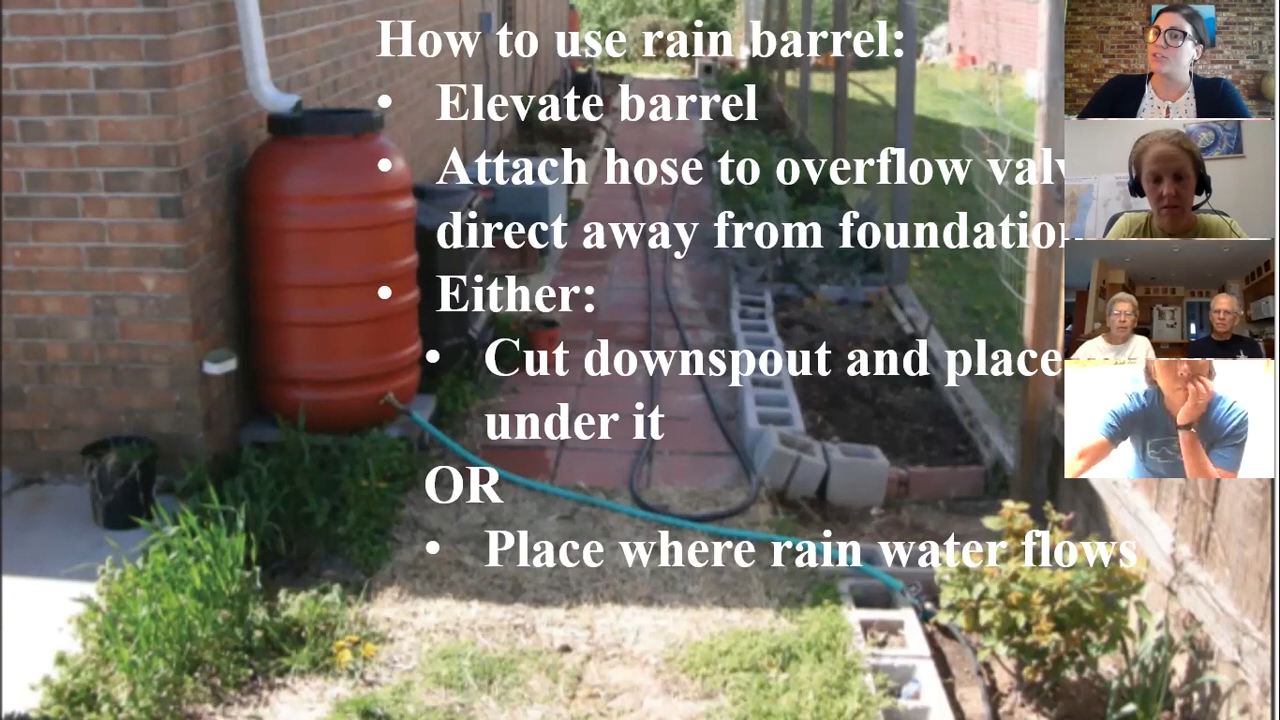 How to use rain barrel:
• Elevate barrel
• Attach hose to overflow
direct away from
• Either:
• Cut downspout and place
under it
OR
• Place where rain water flows